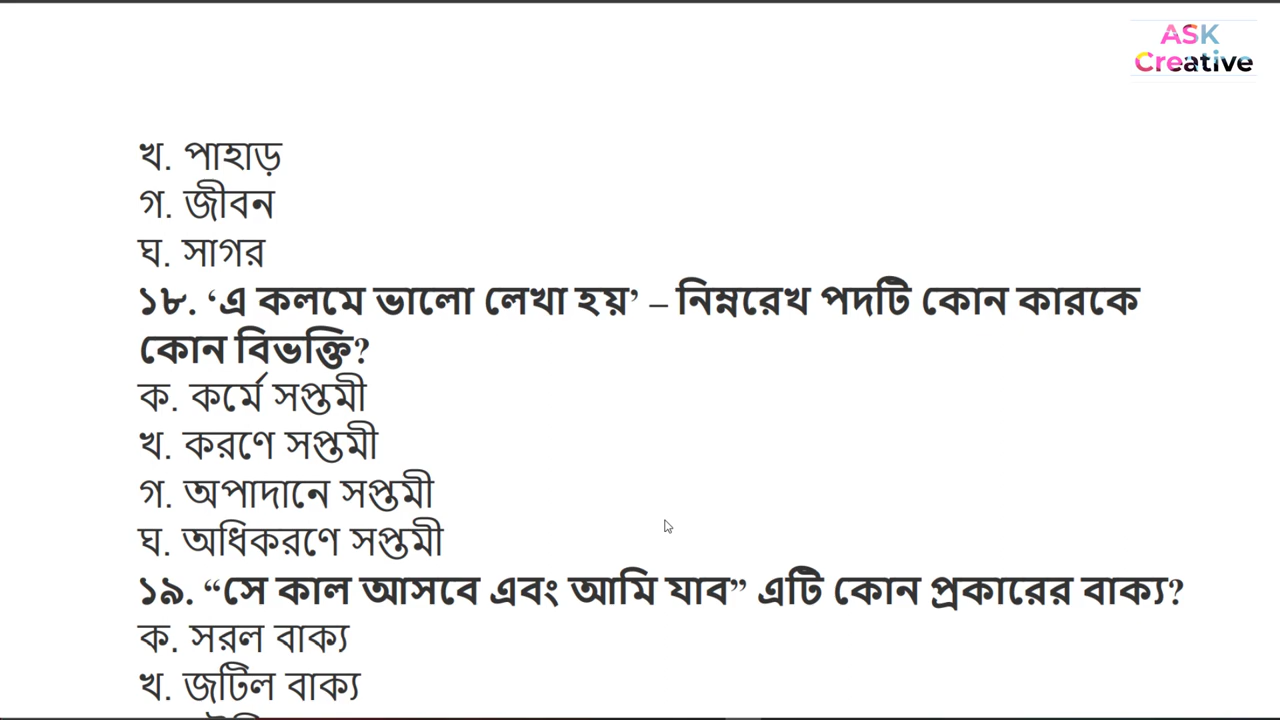 ASK
Creative
খ. পাহাড়
গ. জীবন
ঘ. সাগর
১৮. ‘এ কলমে ভালো লেখা হয়’ – নিম্নরেখ পদটি কোন কারকে
কোন বিভক্তি?
ক. কর্মে সপ্তমী
খ. করণে সপ্তমী
গ. অপাদানে সপ্তমী
ঘ. অধিকরণে সপ্তমী
১৯. “সে কাল আসবে এবং আমি যাব” এটি কোন প্রকারের বাক্য?
ক. সরল বাক্য
খ. জটিল বাক্য